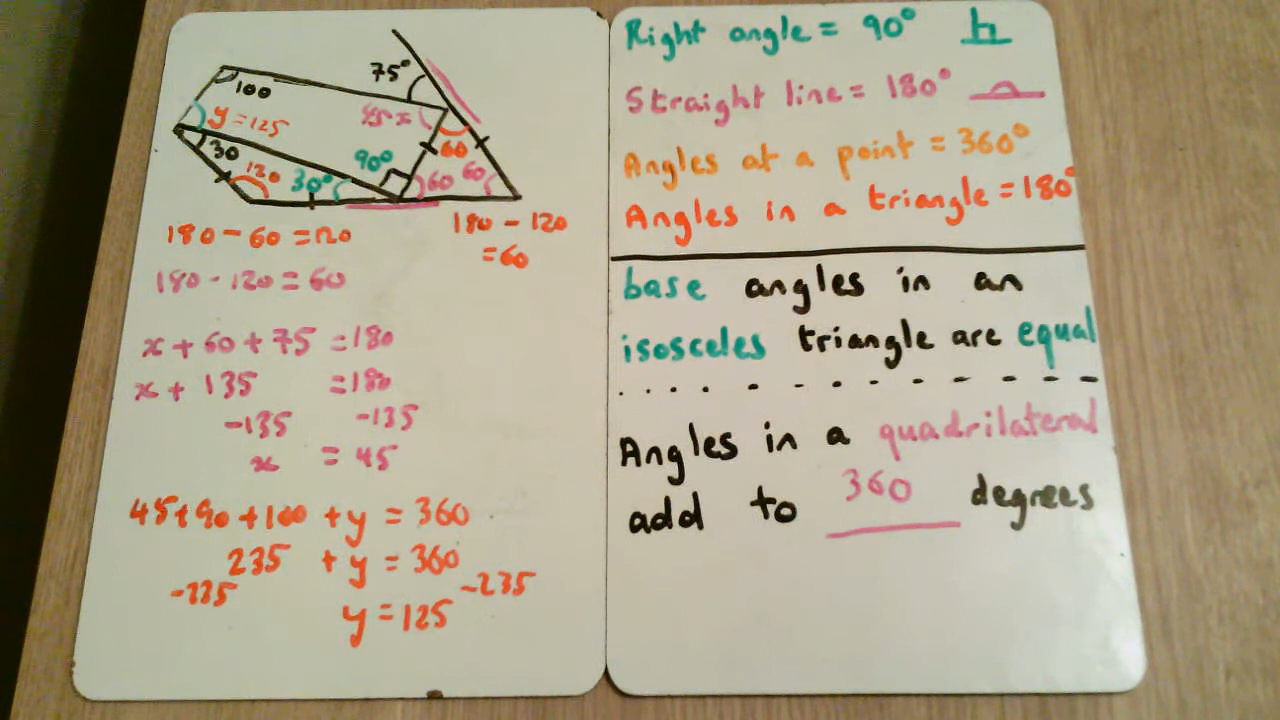 75°
100
45 x
y = 125
60
30
90°
120
30°
60
60
180 - 60 = 120
180 - 120
= 60
180 - 120 = 60
x + 60 + 75 = 180
x + 135 = 180
-135 -135
x = 45
45 + 90 + 100 + y = 360
235 + y = 360
-235 -235
y = 125
Right angle = 90°
Straight line = 180°
Angles at a point = 360°
Angles in a triangle = 180°
base angles in an
isosceles triangle are equal
Angles in a quadrilateral
add to 360 degrees